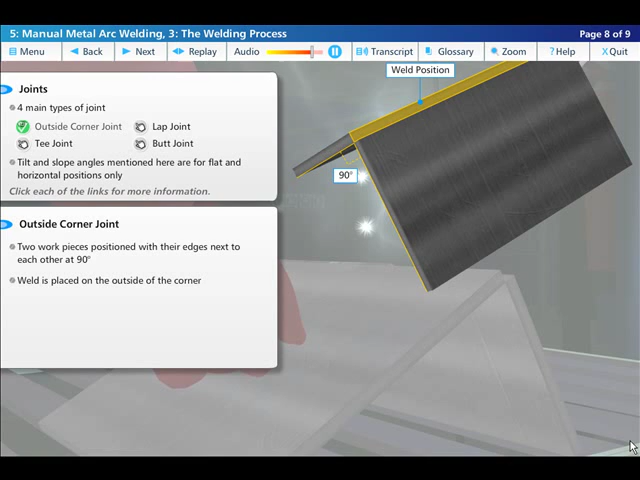 5: Manual Metal Arc Welding, 3: The Welding Process
Page 8 of 9
Menu
Back
Next
Replay
Audio
Transcript
Glossary
Zoom
?Help
XQuit
Weld Position
90°
Joints
4 main types of joint
Outside Corner Joint
Lap Joint
Tee Joint
Butt Joint
Tilt and slope angles mentioned here are for flat and
horizontal positions only
Click each of the links for more information.
Outside Corner Joint
Two work pieces positioned with their edges next to
each other at 90°
Weld is placed on the outside of the corner